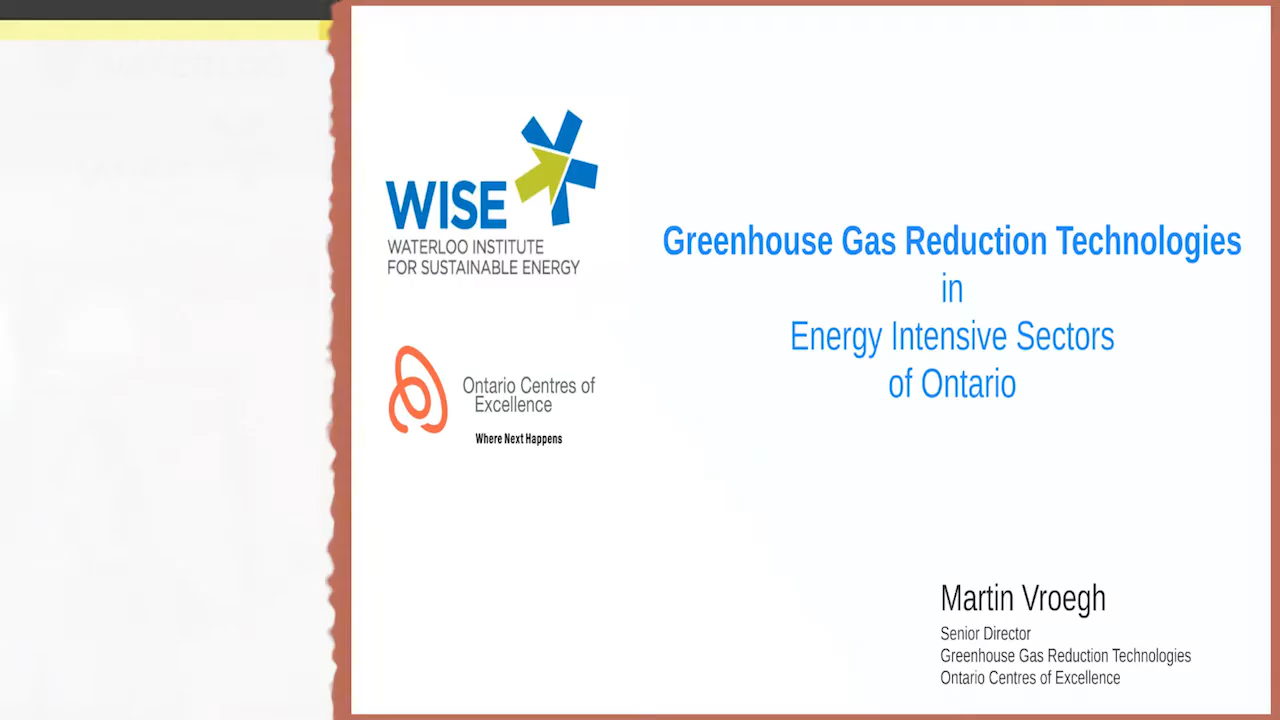 WISE
WATERLOO INSTITUTE
FOR SUSTAINABLE ENERGY
Ontario Centres of
Excellence
Where Next Happens
Greenhouse Gas Reduction Technologies
in
Energy Intensive Sectors
of Ontario
Martin Vroegh
Senior Director
Greenhouse Gas Reduction Technologies
Ontario Centres of Excellence